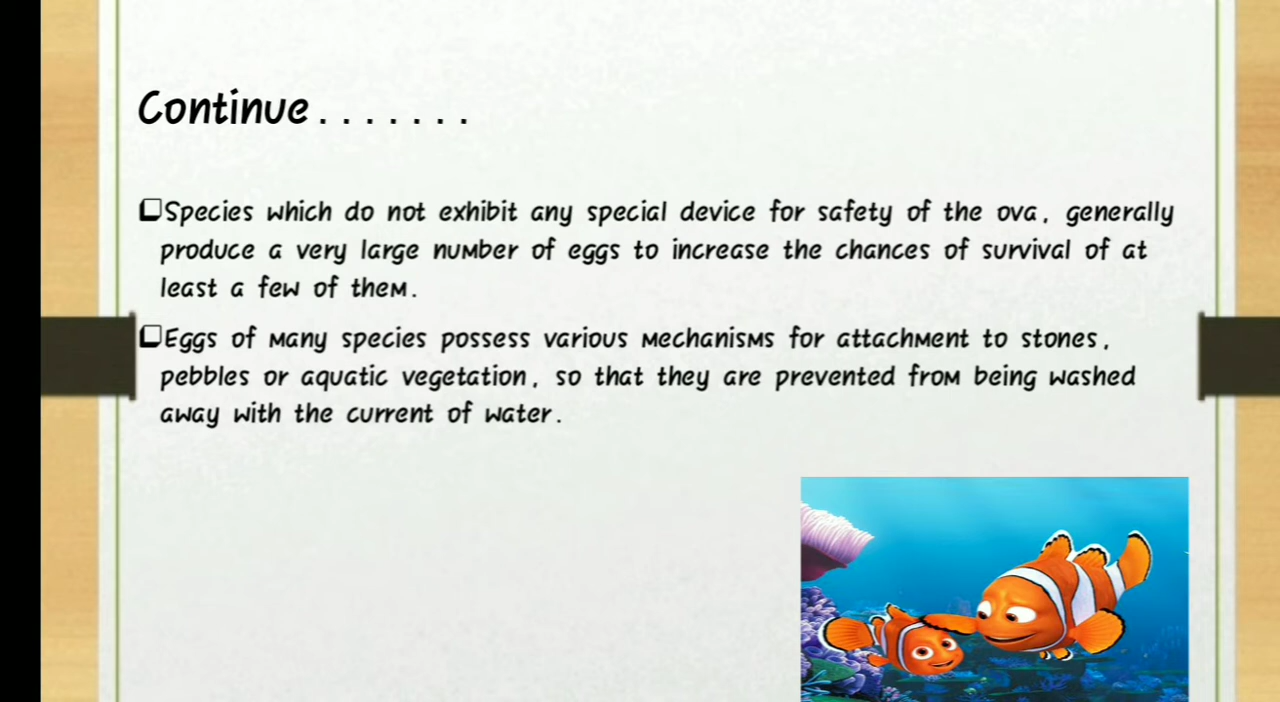 Continue.......
❑Species which do not exhibit any special device for safety of the ova, generally
produce a very large number of eggs to increase the chances of survival of at
least a few of them.
❑Eggs of many species possess various mechanisms for attachment to stones,
pebbles or aquatic vegetation, so that they are prevented from being washed
away with the current of water.